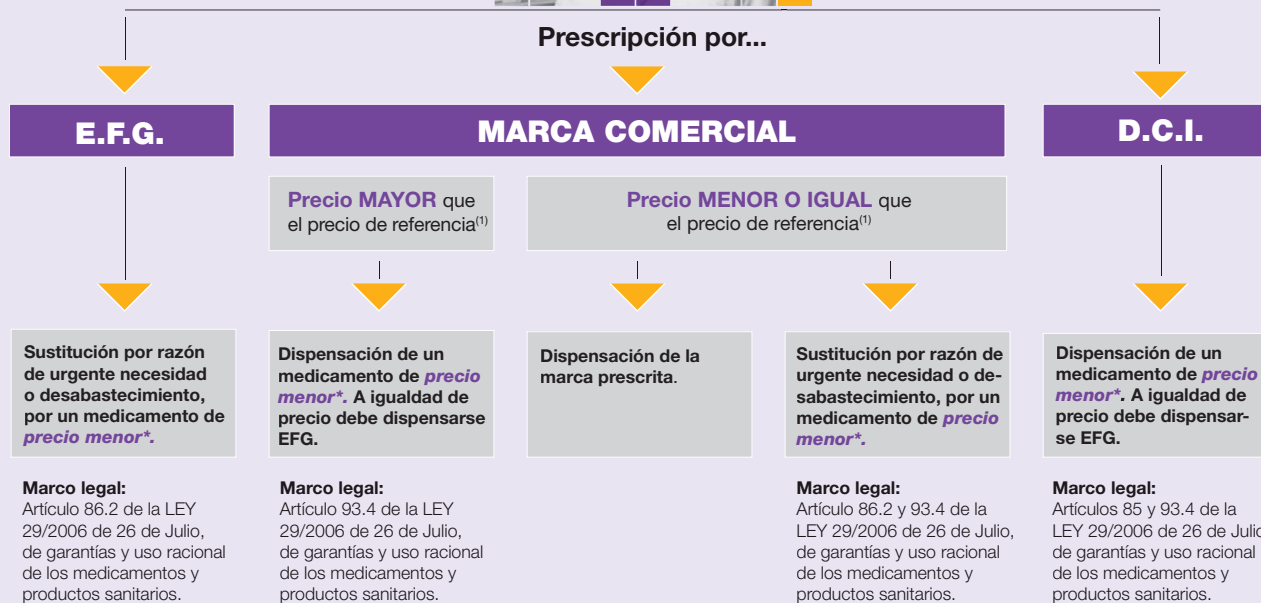 Prescripción por...
E.F.G.
MARCA COMERCIAL
D.C.I.
Precio MAYOR que
el precio de referencia(1)
Precio MENOR O IGUAL que
el precio de referencia(1)
Sustitución por razón
de urgente necesidad
o desabastecimiento,
por un medicamento de
precio menor*.
Marco legal:
Artículo 86.2 de la LEY
29/2006 de 26 de Julio,
de garantías y uso racional
de los medicamentos y
productos sanitarios.
Dispensación de un
medicamento de precio
menor*. A igualdad de
precio debe dispensarse
EFG.
Marco legal:
Artículo 93.4 de la LEY
29/2006 de 26 de Julio,
de garantías y uso racional
de los medicamentos y
productos sanitarios.
Dispensación de la
marca prescrita.
Sustitución por razón de
urgente necesidad o de-
sabastecimiento, por un
medicamento de precio
menor*.
Marco legal:
Artículo 86.2 y 93.4 de la
LEY 29/2006 de 26 de Julio,
de garantías y uso racional
de los medicamentos y
productos sanitarios.
Dispensación de un
medicamento de precio
menor*. A igualdad de
precio debe dispensar-
se EFG.
Marco legal:
Artículos 85 y 93.4 de la
LEY 29/2006 de 26 de Julio
de garantías y uso racional
de los medicamentos y
productos sanitarios.